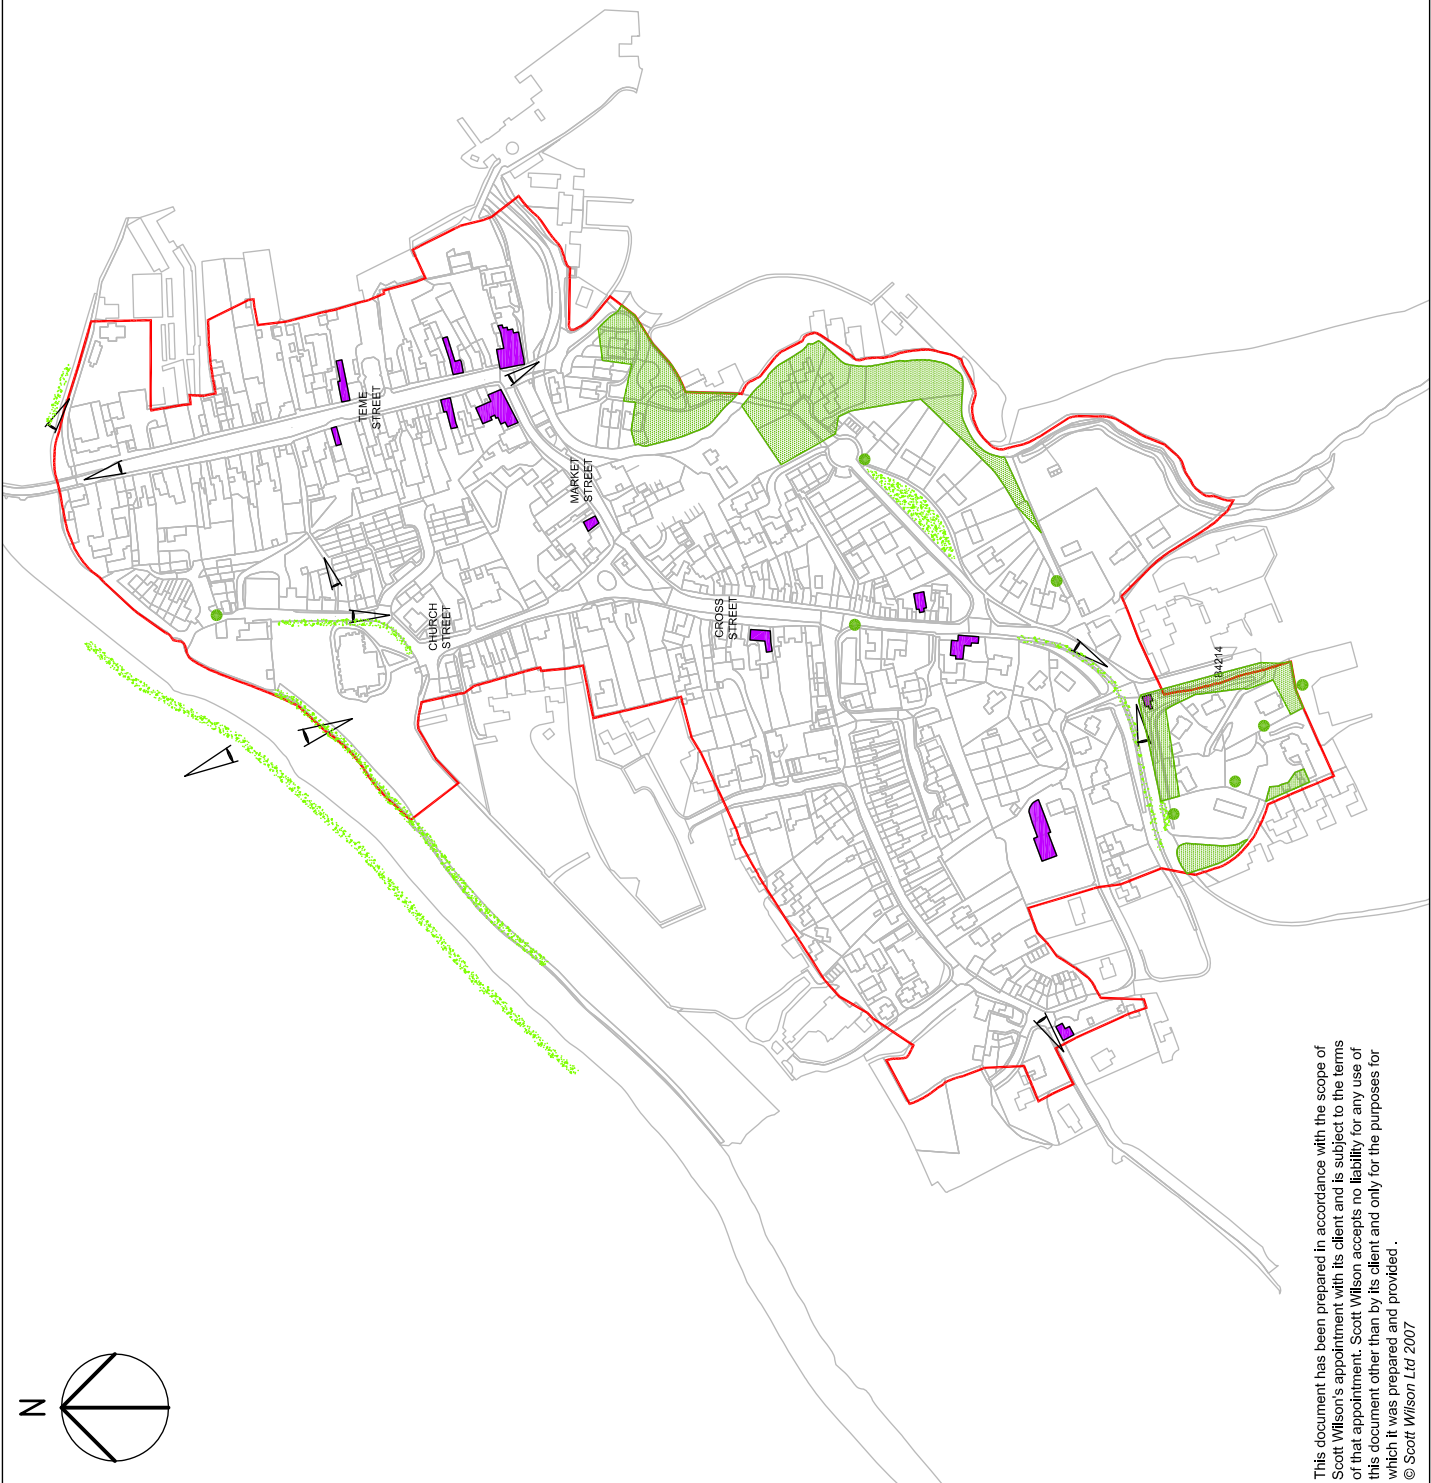 N
TEME
STREET
MARKET
STREET
CHURCH
STREET
CROSS
STREET
B4214
This document has been prepared in accordance with the scope of
Scott Wilson's appointment with its client and is subject to the terms
of that appointment. Scott Wilson accepts no liability for any use of
this document other than by its client and only for the purposes for
which it was prepared and provided.
© Scott Wilson Ltd 2007